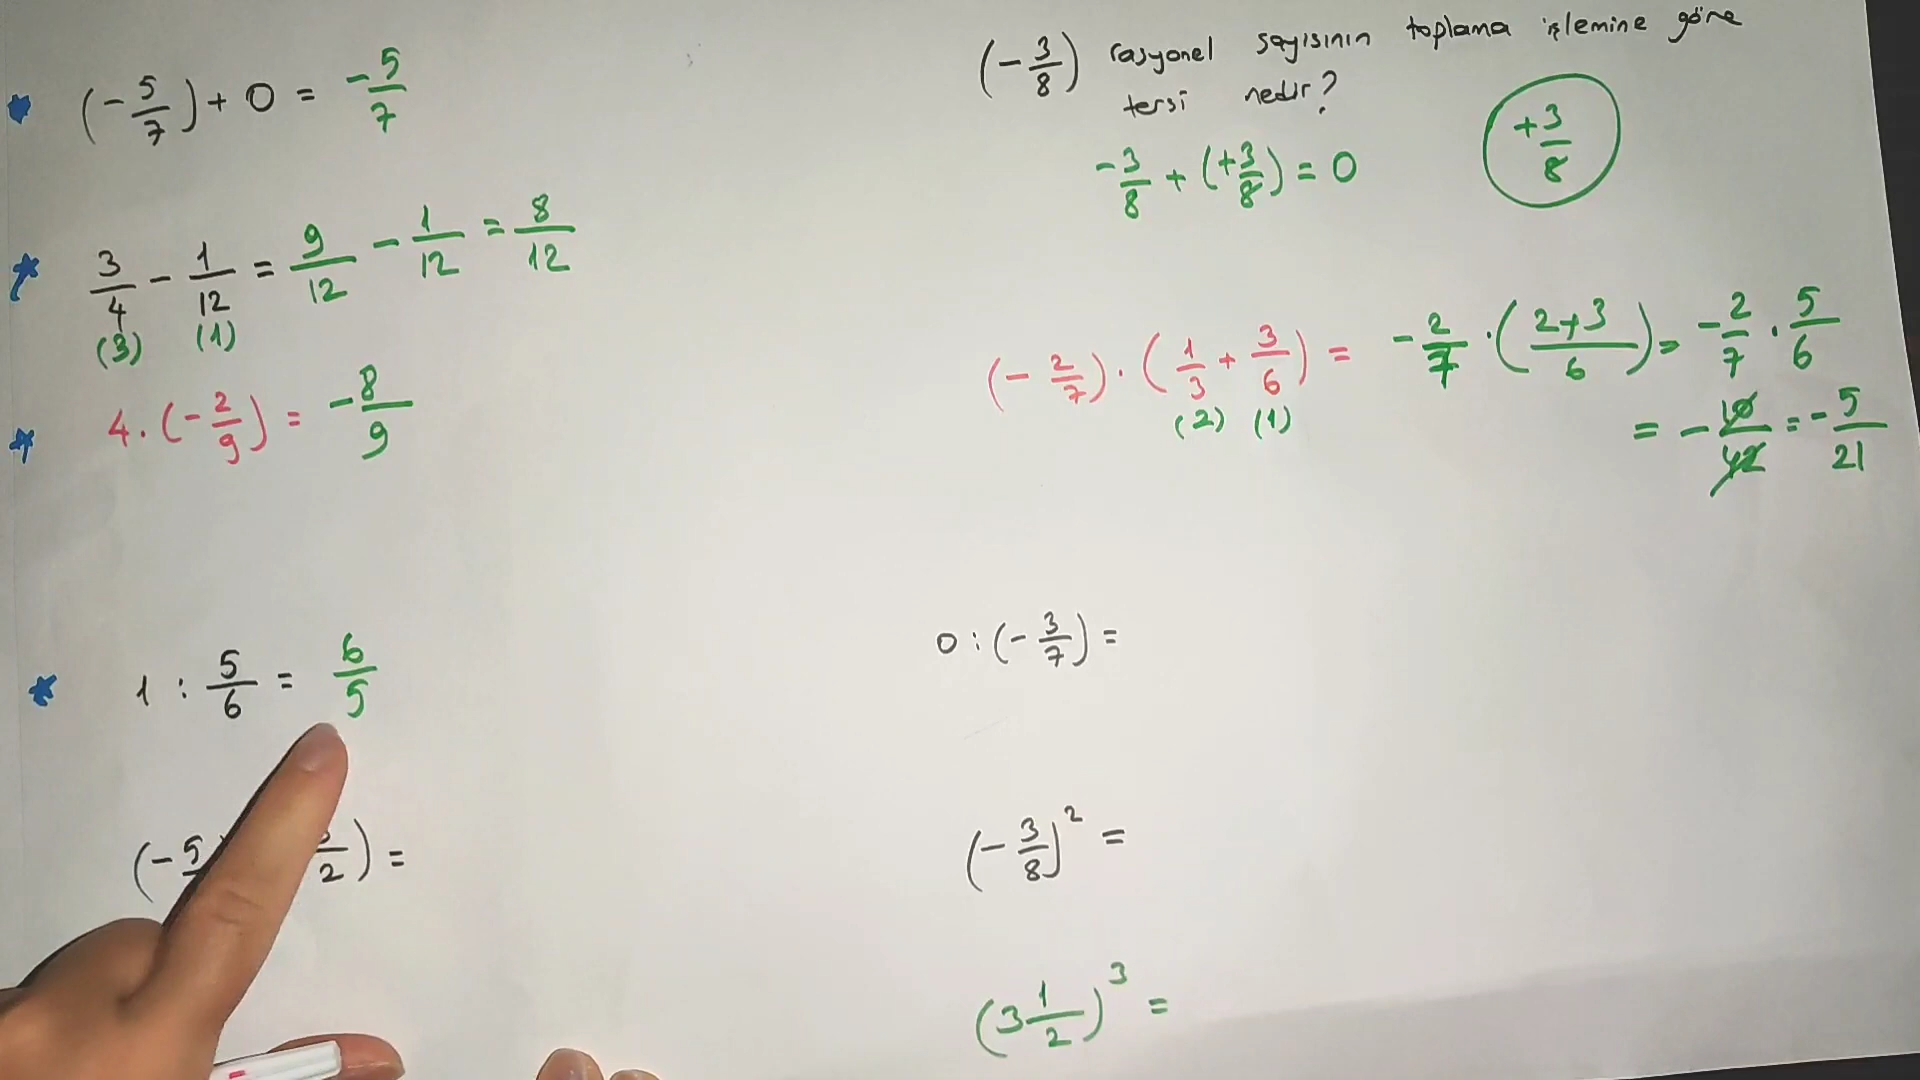 (-5/7) + 0 = -5/7
3/4 - 1/12 = 9/12 - 1/12 = 8/12
(3) (1)
4. (-2/9) = -8/9
1 : 5/6 = 6/5
(-5 /2) =
(-3/8) rasyonel sayısının toplama işlemine göre
tersi nedir?
-3/8 + (+3/8) = 0
+3/8
(-2/7) . (1/3 + 3/6) = -2/7 . (2+3/6) = -2/7 . 5/6
(2) (1)
= -10/42 = -5/21
0 : (-3/7) =
(-3/8)² =
(3 1/2)³ =